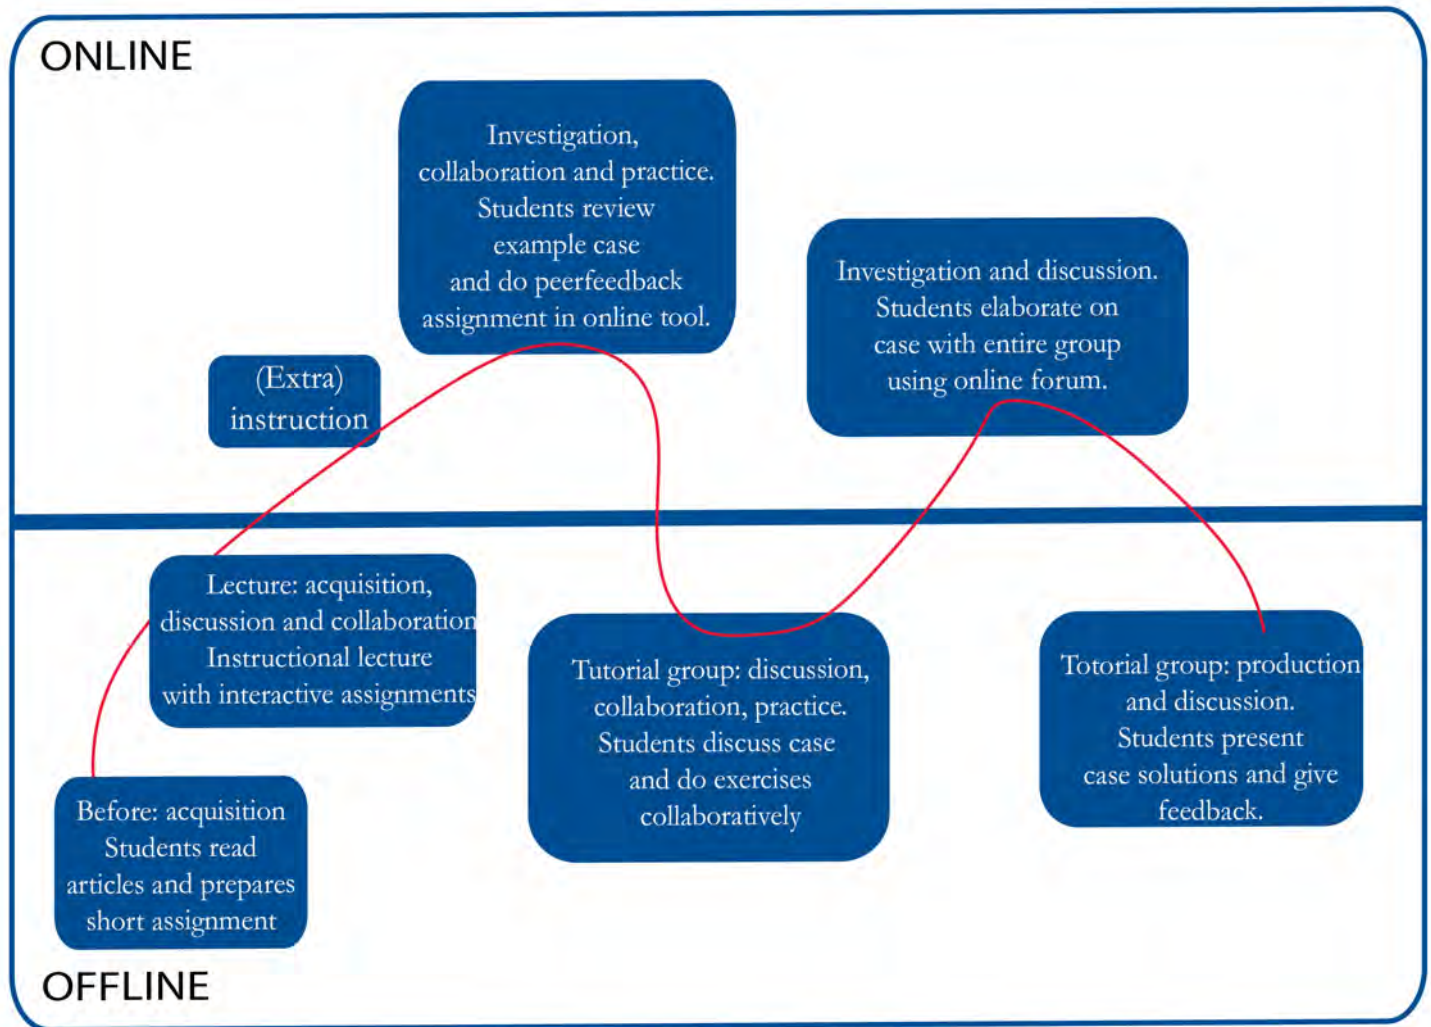 ONLINE
Investigation,
collaboration and practice.
Students review
example case
and do peerfeedback
assignment in online tool.
Investigation and discussion.
Students elaborate on
case with entire group
using online forum.
(Extra)
instruction
Lecture: acquisition,
discussion and collaboration
Instructional lecture
with interactive assignments
Tutorial group: discussion,
collaboration, practice.
Students discuss case
and do exercises
collaboratively
Totorial group: production
and discussion.
Students present
case solutions and give
feedback.
Before: acquisition
Students read
articles and prepares
short assignment
OFFLINE